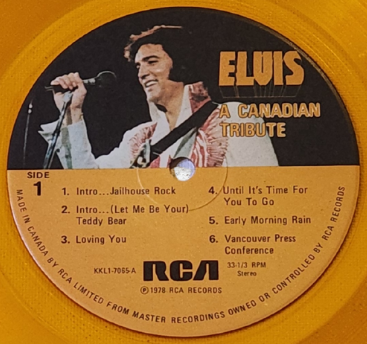 ELVIS
A CANADIAN
TRIBUTE
SIDE
1
1. Intro...Jailhouse Rock
2. Intro...(Let Me Be Your)
Teddy Bear
3. Loving You
4. Until It's Time For
You To Go
5. Early Morning Rain
6. Vancouver Press
Conference
KKL1-7065-A
RCA
33-1/3 RPM
Stereo
℗1978 RCA RECORDS
MADE IN CANADA BY RCA LIMITED FROM MASTER RECORDINGS OWNED OR CONTROLLED BY RCA RECORDS